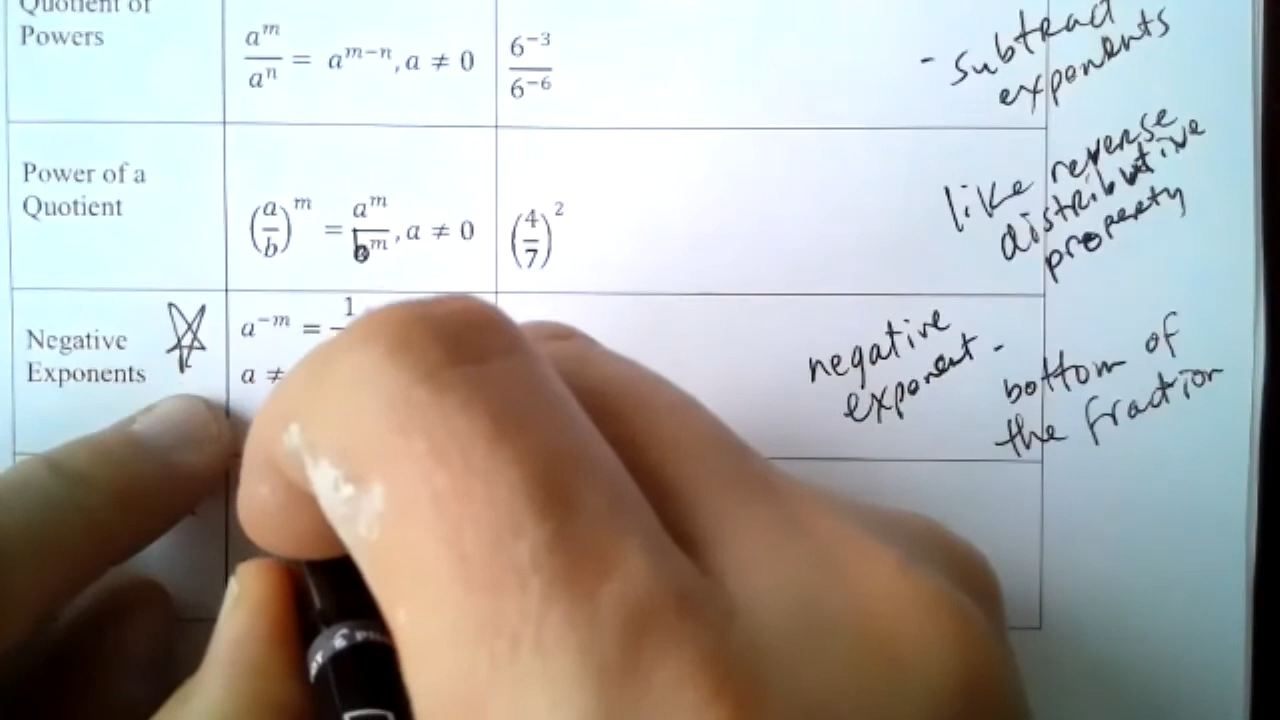 Quotient of
Powers
a^m / a^n = a^{m-n}, a ≠ 0
6^{-3} / 6^{-6}
- subtract
exponents
Power of a
Quotient
(a/b)^m = a^m / b^m, a ≠ 0
(4/7)^2
like reverse
distributive
property
Negative
Exponents
a^{-m} = 1
a ≠
negative
exponent -
bottom of
the fraction